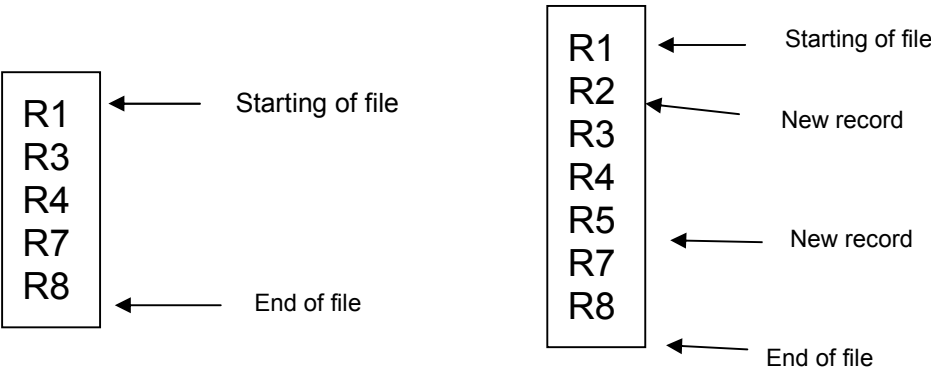 R1
R3
R4
R7
R8
Starting of file
End of file
R1
R2
R3
R4
R5
R7
R8
Starting of file
New record
New record
End of file